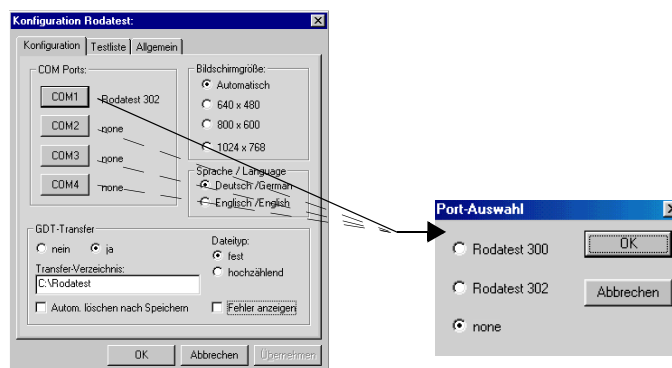 Konfiguration Rodatest:
Konfiguration
Testliste
Allgemein
COM Ports:
COM1
Rodatest 302
COM2
none
COM3
none
COM4
none
Bildschirmgröße:
Automatisch
640 x 480
800 x 600
1024 x 768
Sprache / Language
Deutsch /German
Englisch /English
GDT-Transfer
nein
ja
Transfer-Verzeichnis:
C:\Rodatest
Autom. löschen nach Speichern
Dateityp:
fest
hochzählend
Fehler anzeigen
OK
Abbrechen
Übernehmen
Port-Auswahl
Rodatest 300
Rodatest 302
none
OK
Abbrechen